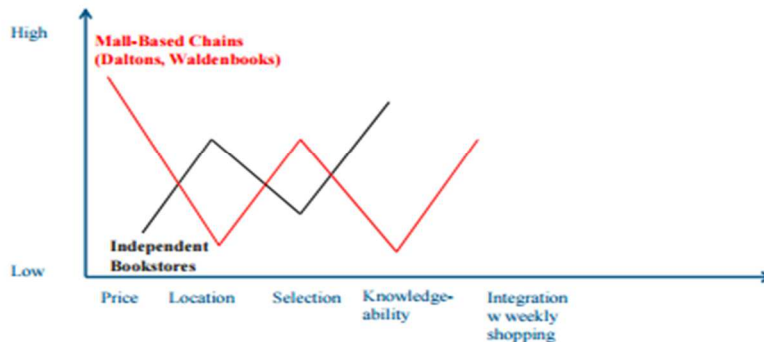 High
Mall-Based Chains
(Daltons, Waldenbooks)
Independent
Bookstores
Low
Price
Location
Selection
Knowledge-
ability
Integration
w weekly
shopping